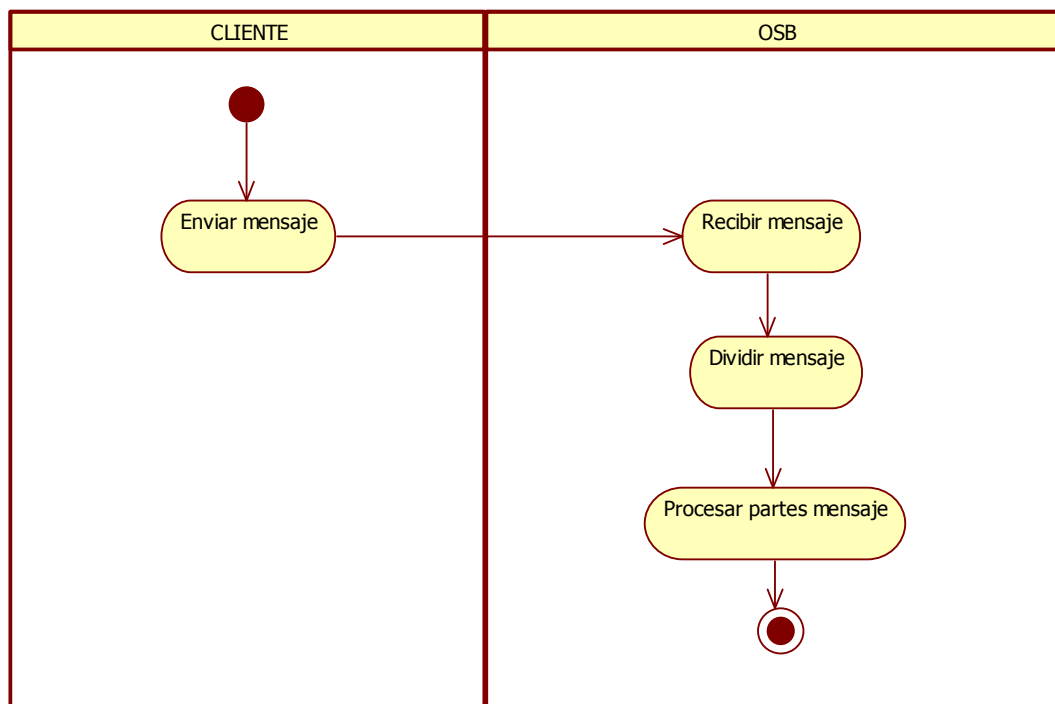 CLIENTE
OSB
Enviar mensaje
Recibir mensaje
Dividir mensaje
Procesar partes mensaje